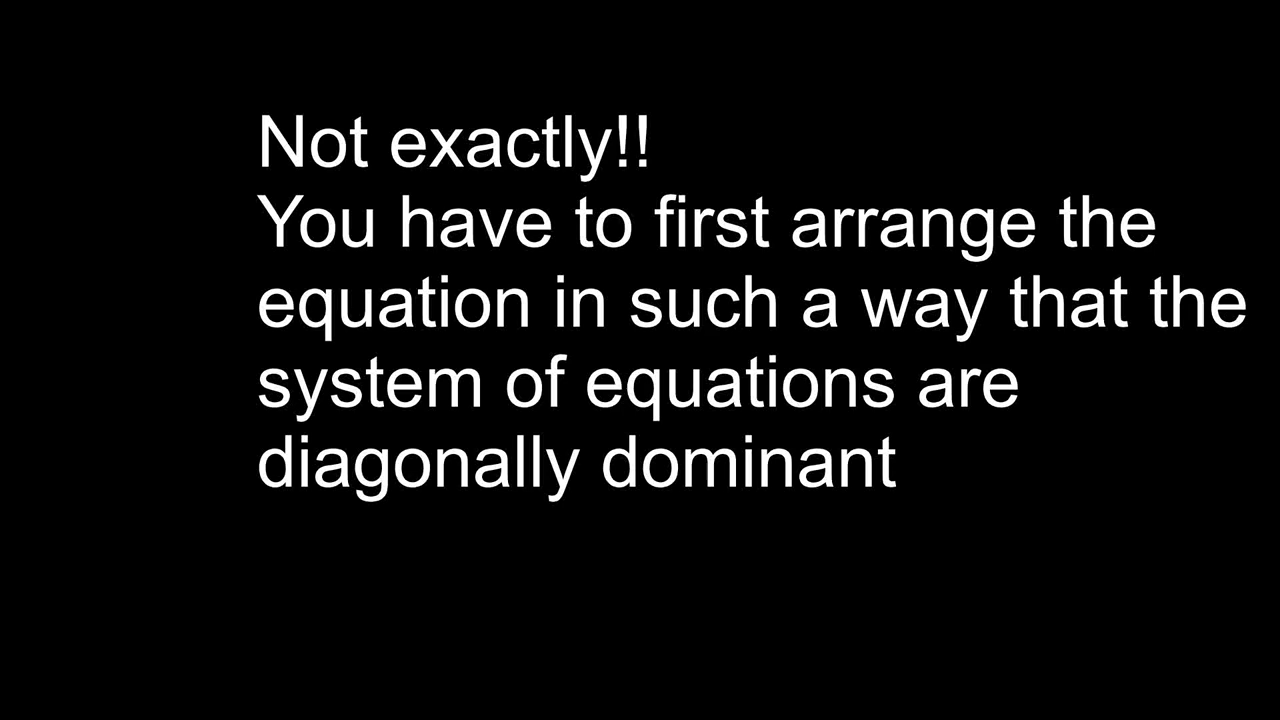 Not exactly!!
You have to first arrange the
equation in such a way that the
system of equations are
diagonally dominant